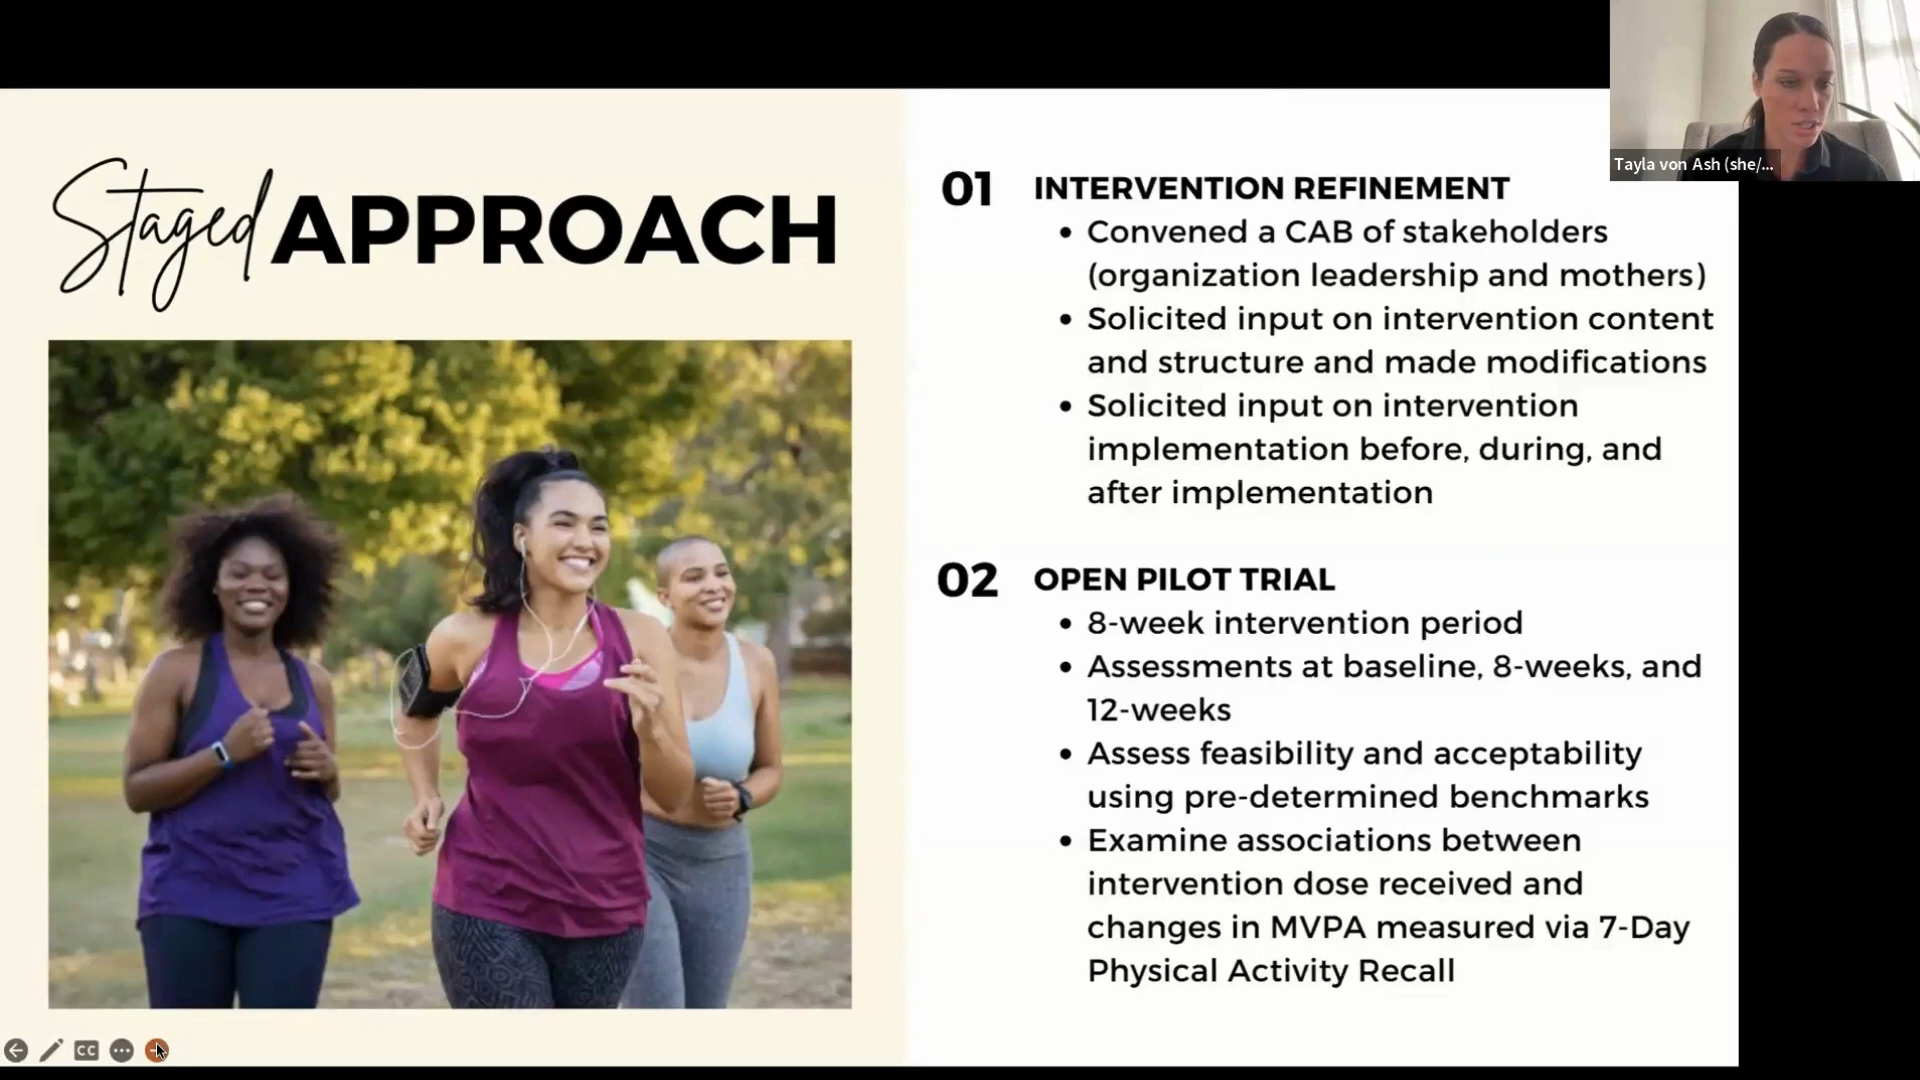 Tayla von Ash (she/...
Staged APPROACH
01 INTERVENTION REFINEMENT
• Convened a CAB of stakeholders
(organization leadership and mothers)
• Solicited input on intervention content
and structure and made modifications
• Solicited input on intervention
implementation before, during, and
after implementation
02 OPEN PILOT TRIAL
• 8-week intervention period
• Assessments at baseline, 8-weeks, and
12-weeks
• Assess feasibility and acceptability
using pre-determined benchmarks
• Examine associations between
intervention dose received and
changes in MVPA measured via 7-Day
Physical Activity Recall
CC